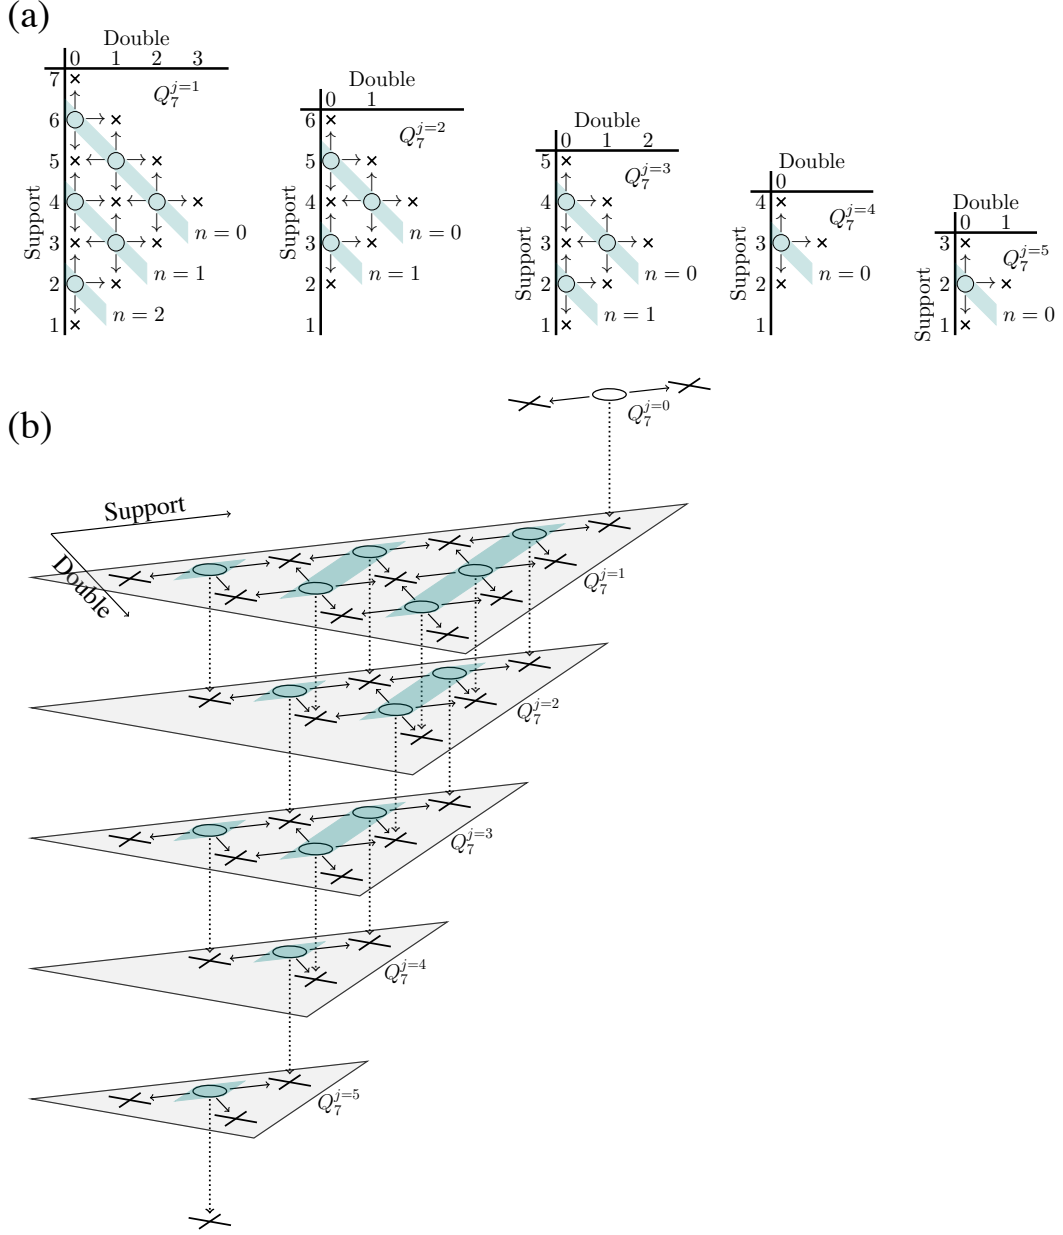 (a)
Double
0 1 2 3
Support
7
6
5
4
3
2
1
$Q_7^{j=1}$
n = 0
n = 1
n = 2
Double
0 1
Support
6
5
4
3
2
1
$Q_7^{j=2}$
n = 0
n = 1
Double
0 1 2
Support
5
4
3
2
1
$Q_7^{j=3}$
n = 0
n = 1
Double
0
Support
4
3
2
1
$Q_7^{j=4}$
n = 0
Double
0 1
Support
3
2
1
$Q_7^{j=5}$
n = 0
(b)
$Q_7^{j=0}$
Support
Double
$Q_7^{j=1}$
$Q_7^{j=2}$
$Q_7^{j=3}$
$Q_7^{j=4}$
$Q_7^{j=5}$